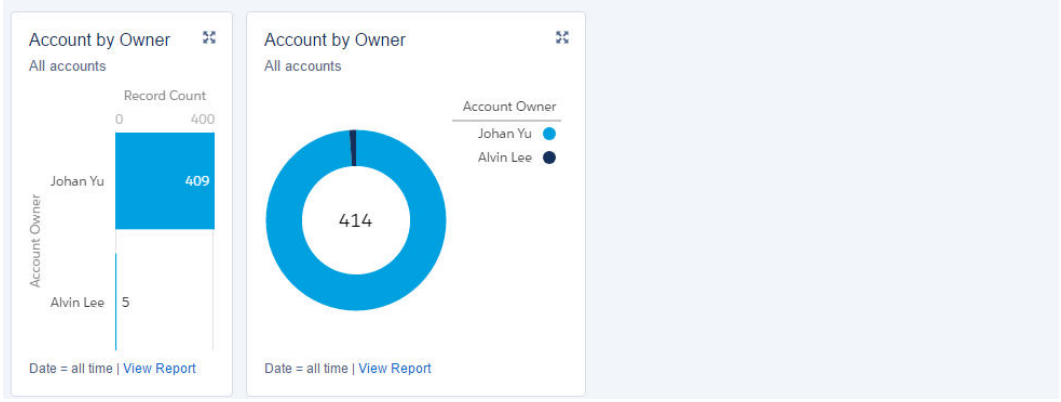 Account by Owner
All accounts
Record Count
0 400
Account Owner
Johan Yu 409
Alvin Lee 5
Date = all time | View Report
Account by Owner
All accounts
Account Owner
Johan Yu
Alvin Lee
414
Date = all time | View Report